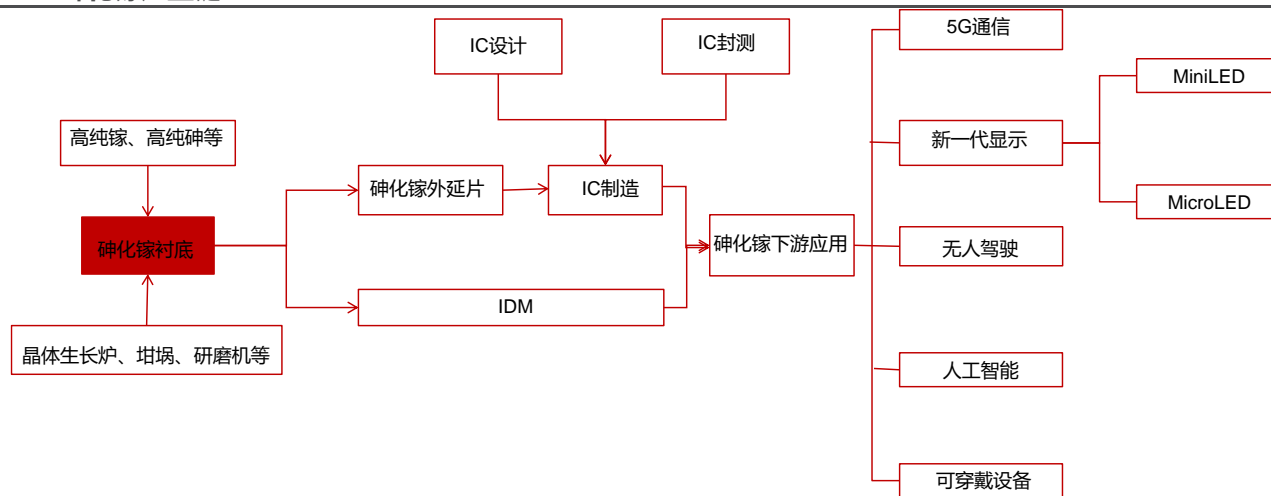 IC设计
IC封测
5G通信
MiniLED
高纯镓、高纯砷等
新一代显示
砷化镓外延片
IC制造
MicroLED
砷化镓衬底
砷化镓下游应用
无人驾驶
IDM
晶体生长炉、坩埚、研磨机等
人工智能
可穿戴设备